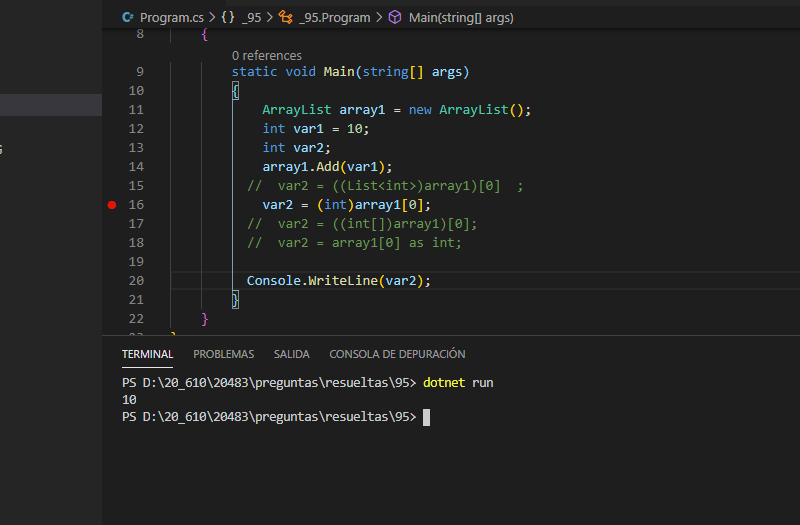 Program.cs > {} _95 > _95.Program > Main(string[] args)
8 {
0 references
9 static void Main(string[] args)
10 {
11 ArrayList array1 = new ArrayList();
12 int var1 = 10;
13 int var2;
14 array1.Add(var1);
15 // var2 = ((List<int>)array1)[0] ;
16 var2 = (int)array1[0];
17 // var2 = ((int[])array1)[0];
18 // var2 = array1[0] as int;
19
20 Console.WriteLine(var2);
21 }
22 }
TERMINAL PROBLEMAS SALIDA CONSOLA DE DEPURACIÓN
PS D:\20_610\20483\preguntas\resueltas\95> dotnet run
10
PS D:\20_610\20483\preguntas\resueltas\95>